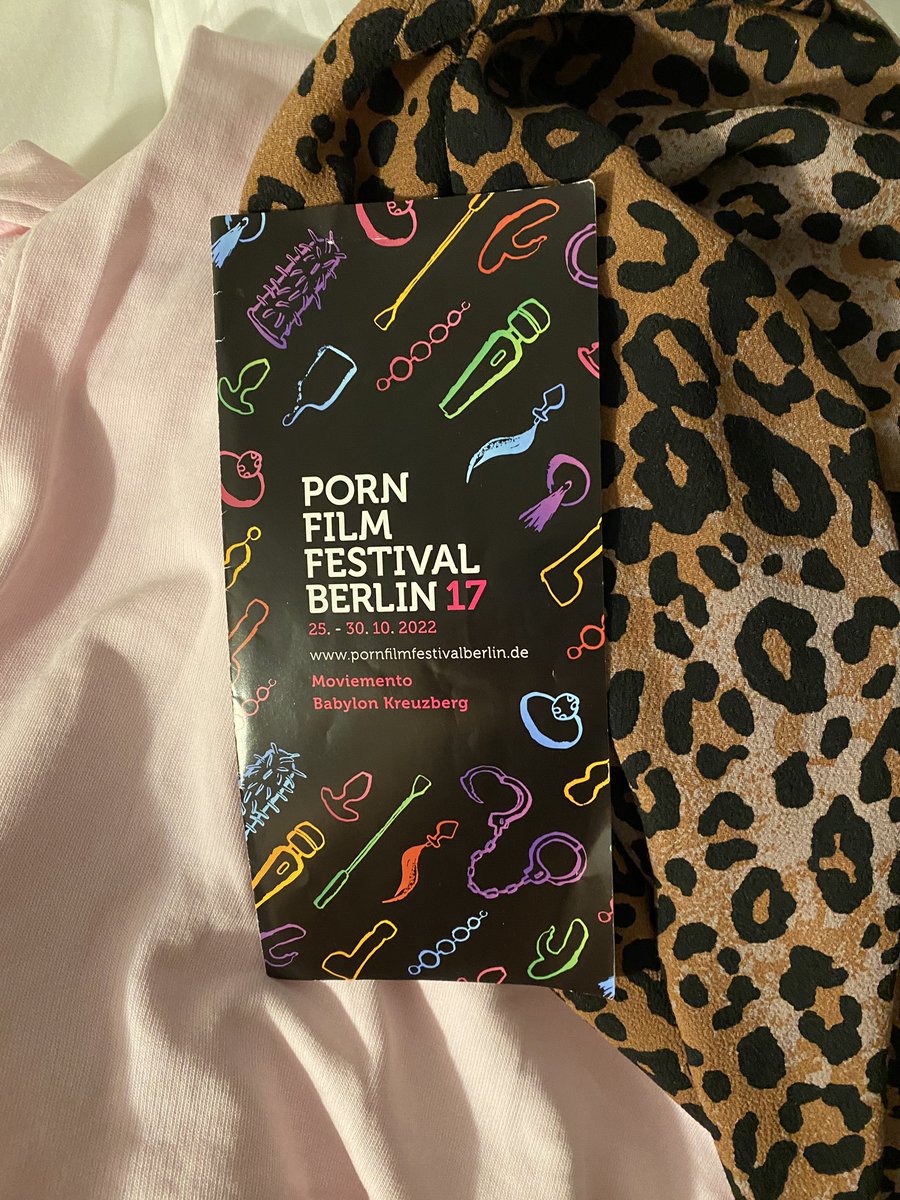 PORN
FILM
FESTIVAL
BERLIN 17
25. - 30. 10. 2022
www.pornfilmfestivalberlin.de
Moviemento
Babylon Kreuzberg